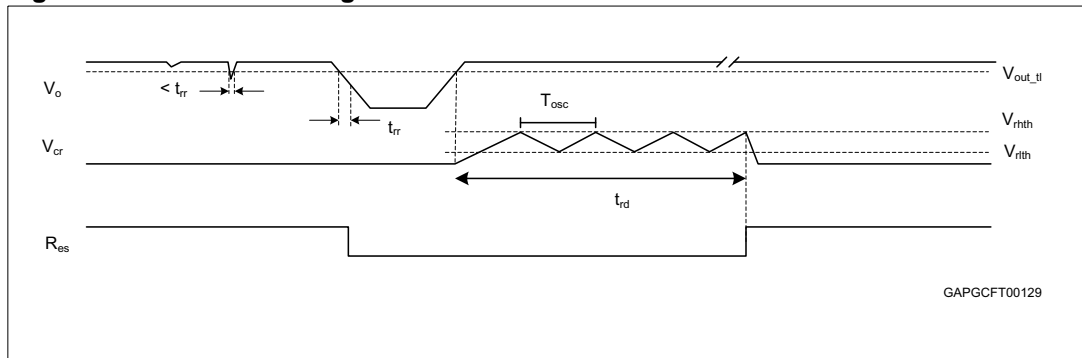 V_out_tl
V_o
< t_rr
T_osc
t_rr
V_rhth
V_cr
V_rlth
t_rd
R_es
GAPGCFT00129